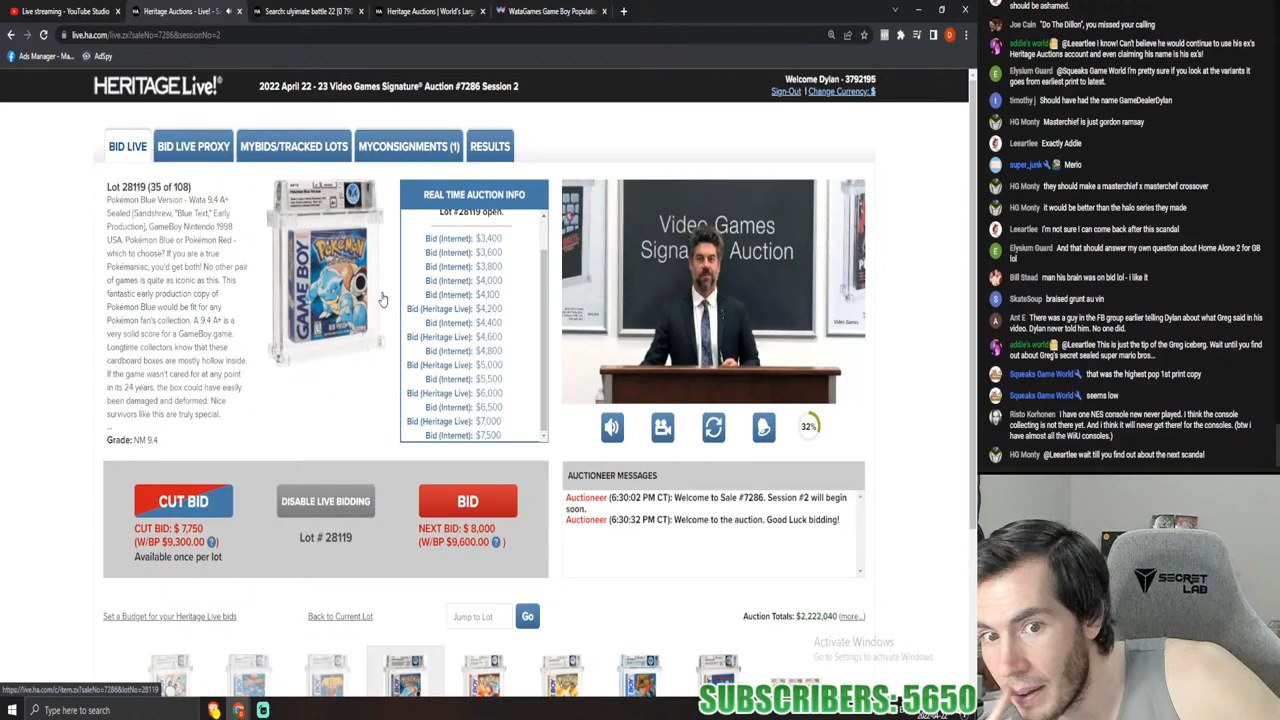 Live streaming - YouTube Studio
Heritage Auctions - Live! - S
Search: ulyimate battle 22 [0 790
Heritage Auctions | World's Larg
WataGames Game Boy Population
live.ha.com/live.zx?saleNo=7286&sessionNo=2
Ads Manager - Ma...
AdSpy
HERITAGE Live!
2022 April 22 - 23 Video Games Signature® Auction #7286 Session 2
Welcome Dylan - 3792195
Sign-Out | Change Currency: $
BID LIVE
BID LIVE PROXY
MYBIDS/TRACKED LOTS
MYCONSIGNMENTS (1)
RESULTS
Lot 28119 (35 of 108)
Pokémon Blue Version - Wata 9.4 A+
Sealed [Sandshrew, "Blue Text," Early
Production], GameBoy Nintendo 1998
USA. Pokémon Blue or Pokémon Red -
which to choose? If you are a true
Pokémaniac, you'd get both! No other pair
of games is quite as iconic as this. This
fantastic early production copy of
Pokémon Blue would be fit for any
Pokémon fan's collection. A 9.4 A+ is a
very solid score for a GameBoy game.
Longtime collectors know that these
cardboard boxes are mostly hollow inside.
If the game wasn't cared for at any point
in its 24 years, the box could have easily
been damaged and deformed. Nice
survivors like this are truly special.
...
Grade: NM 9.4
9.4
GAME BOY
POKéMON
REAL TIME AUCTION INFO
Lot #28119 open.
Bid (Internet): $3,400
Bid (Internet): $3,600
Bid (Internet): $3,800
Bid (Internet): $4,000
Bid (Internet): $4,100
Bid (Heritage Live): $4,200
Bid (Internet): $4,400
Bid (Heritage Live): $4,600
Bid (Internet): $4,800
Bid (Heritage Live): $5,000
Bid (Internet): $5,500
Bid (Heritage Live): $6,000
Bid (Internet): $6,500
Bid (Heritage Live): $7,000
Bid (Internet): $7,500
Video Games
Signa Auction
Video Games
32%
CUT BID
CUT BID: $ 7,750
(W/BP $9,300.00 ?)
Available once per lot
DISABLE LIVE BIDDING
Lot # 28119
BID
NEXT BID: $ 8,000
(W/BP $9,600.00 ?)
AUCTIONEER MESSAGES
Auctioneer (6:30:02 PM CT): Welcome to Sale #7286. Session #2 will begin
soon.
Auctioneer (6:30:32 PM CT): Welcome to the auction. Good Luck bidding!
Set a Budget for your Heritage Live bids
Back to Current Lot
Jump to Lot
Go
Auction Totals: $2,222,040 (more...)
Activate Windows
Go to Settings to activate Windows
https://live.ha.com/c/item.zx?saleNo=7286&lotNo=28119
Type here to search
SUBSCRIBERS: 5650
should be ashamed.
Joe Cain "Do The Dillon", you missed your calling
addie's world @Leeartlee I know! Can't believe he would continue to use his ex's
Heritage Auctions account and even claiming his name is his ex's!
Elysium Guard @Squeaks Game World I'm pretty sure if you look at the variants it
goes from earliest print to latest.
timothy j Should have had the name GameDealerDylan
HG Monty Masterchief is just gordon ramsay
Leeartlee Exactly Addie
super_junk Merio
HG Monty they should make a masterchief x masterchef crossover
HG Monty it would be better than the halo series they made
Leeartlee I'm not sure I can come back after this scandal
Elysium Guard And that should answer my own question about Home Alone 2 for GB
lol
Bill Stead man his brain was on bid lol - i like it
SkateSoup braised grunt au vin
Ant E There was a guy in the FB group earlier telling Dylan about what Greg said in his
video. Dylan never told him. No one did.
addie's world @Leeartlee This is just the tip of the Greg iceberg. Wait until you find
out about Greg's secret sealed super mario bros...
Squeaks Game World that was the highest pop 1st print copy
Squeaks Game World seems low
Risto Korhonen I have one NES console new never played. I think the console
collecting is not there yet. And i think it will never get there! for the consoles. (btw i
have almost all the WiiU consoles.)
HG Monty @Leeartlee wait till you find out about the next scandal
SECRET LAB